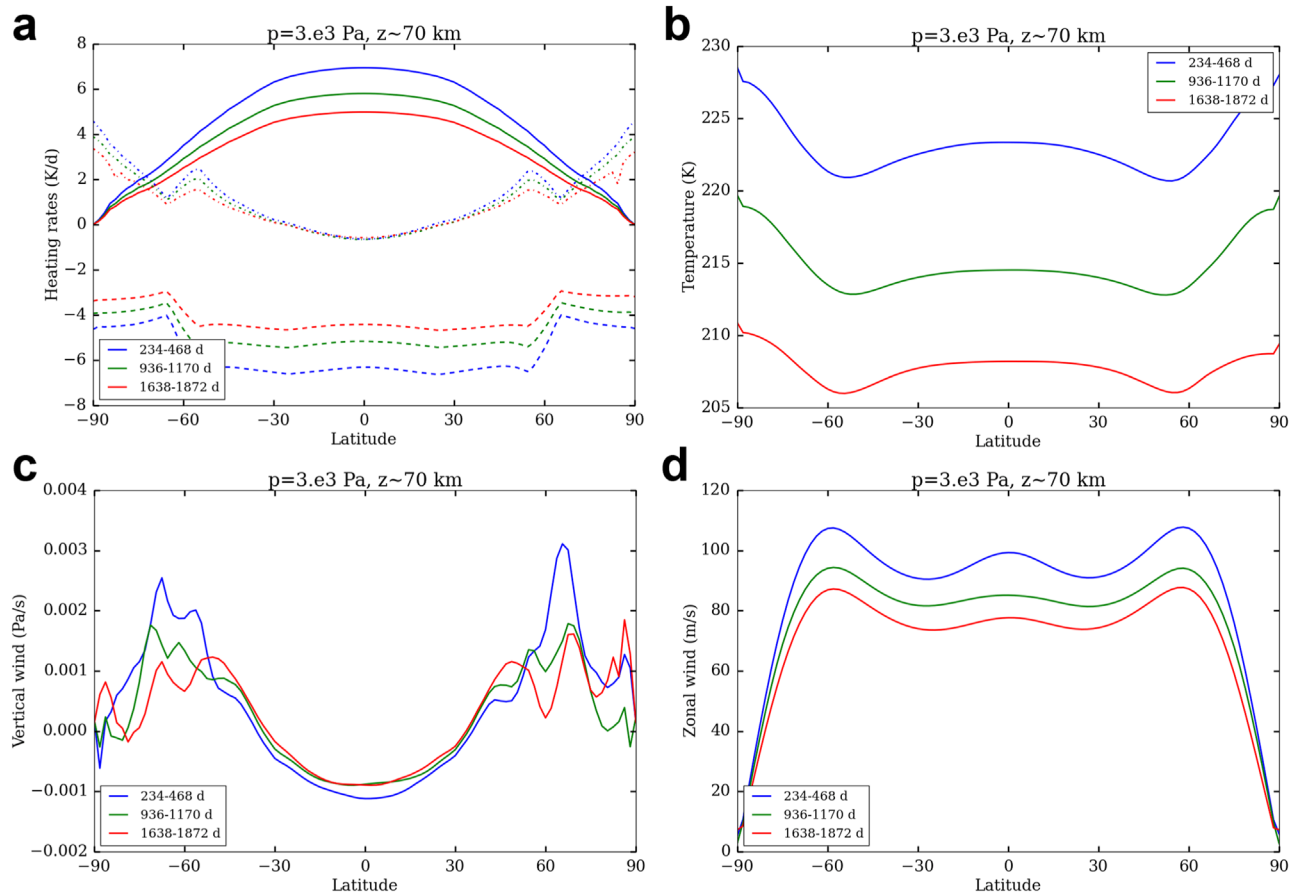 a
p=3.e3 Pa, z~70 km
8
6
4
2
0
−2
−4
−6
−8
Heating rates (K/d)
234-468 d
936-1170 d
1638-1872 d
−90 −60 −30 0 30 60 90
Latitude
b
p=3.e3 Pa, z~70 km
230
225
220
215
210
205
Temperature (K)
234-468 d
936-1170 d
1638-1872 d
−90 −60 −30 0 30 60 90
Latitude
c
p=3.e3 Pa, z~70 km
0.004
0.003
0.002
0.001
0.000
−0.001
−0.002
Vertical wind (Pa/s)
234-468 d
936-1170 d
1638-1872 d
−90 −60 −30 0 30 60 90
Latitude
d
p=3.e3 Pa, z~70 km
120
100
80
60
40
20
0
Zonal wind (m/s)
234-468 d
936-1170 d
1638-1872 d
−90 −60 −30 0 30 60 90
Latitude